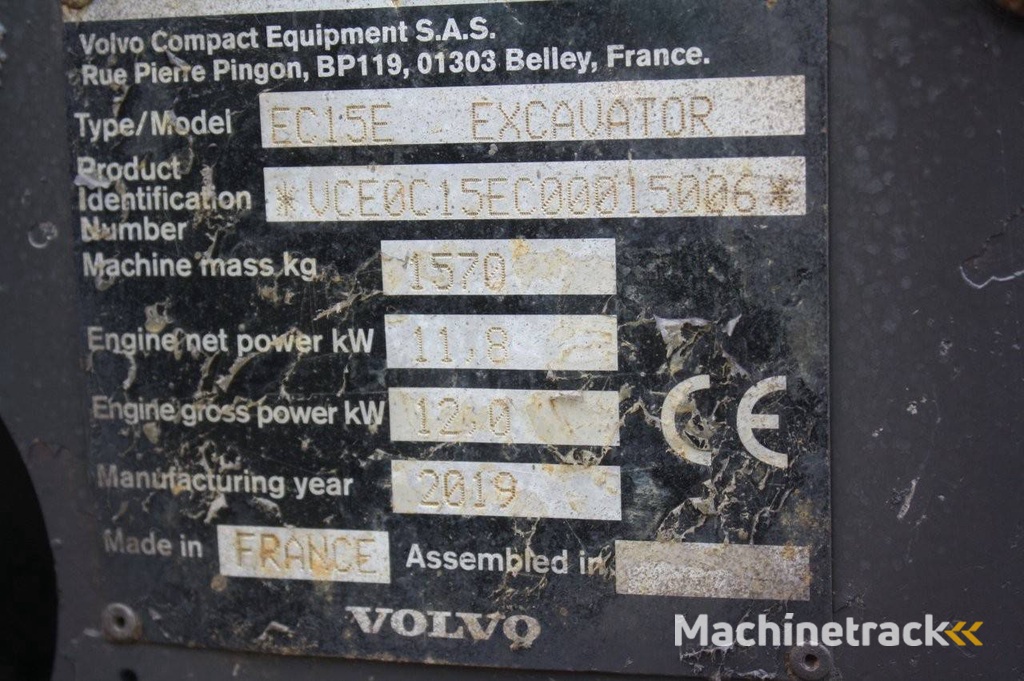 Volvo Compact Equipment S.A.S.
Rue Pierre Pingon, BP119, 01303 Belley, France.
Type/Model EC15E - EXCAVATOR
Product
Identification
Number
*VCE0C15EC00015006*
Machine mass kg 1570
Engine net power kW 11,8
Engine gross power kW 12,0
Manufacturing year 2019
Made in FRANCE Assembled in
CE
VOLVO
Machinetrack